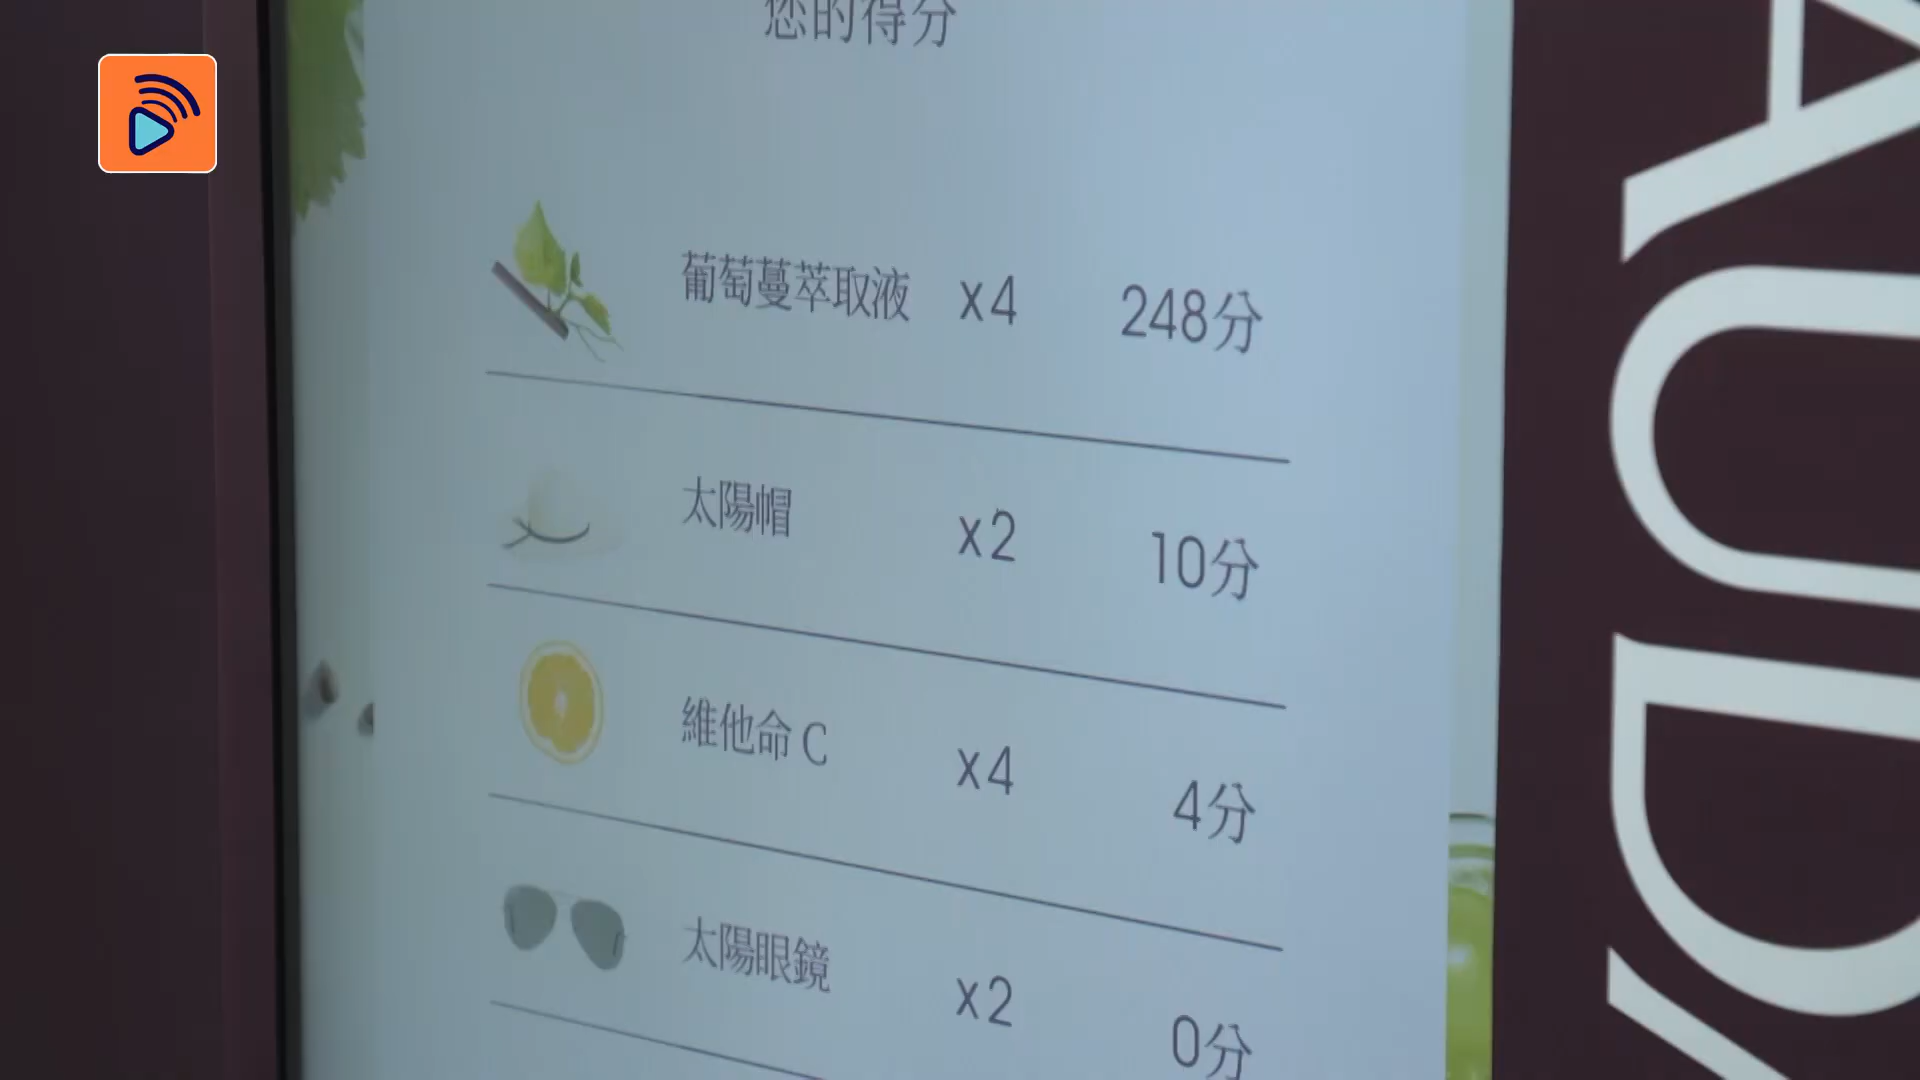 您的得分
葡萄蔓萃取液 x4 248分
太陽帽 x2 10分
維他命 C x4 4分
太陽眼鏡 x2 0分
AUD